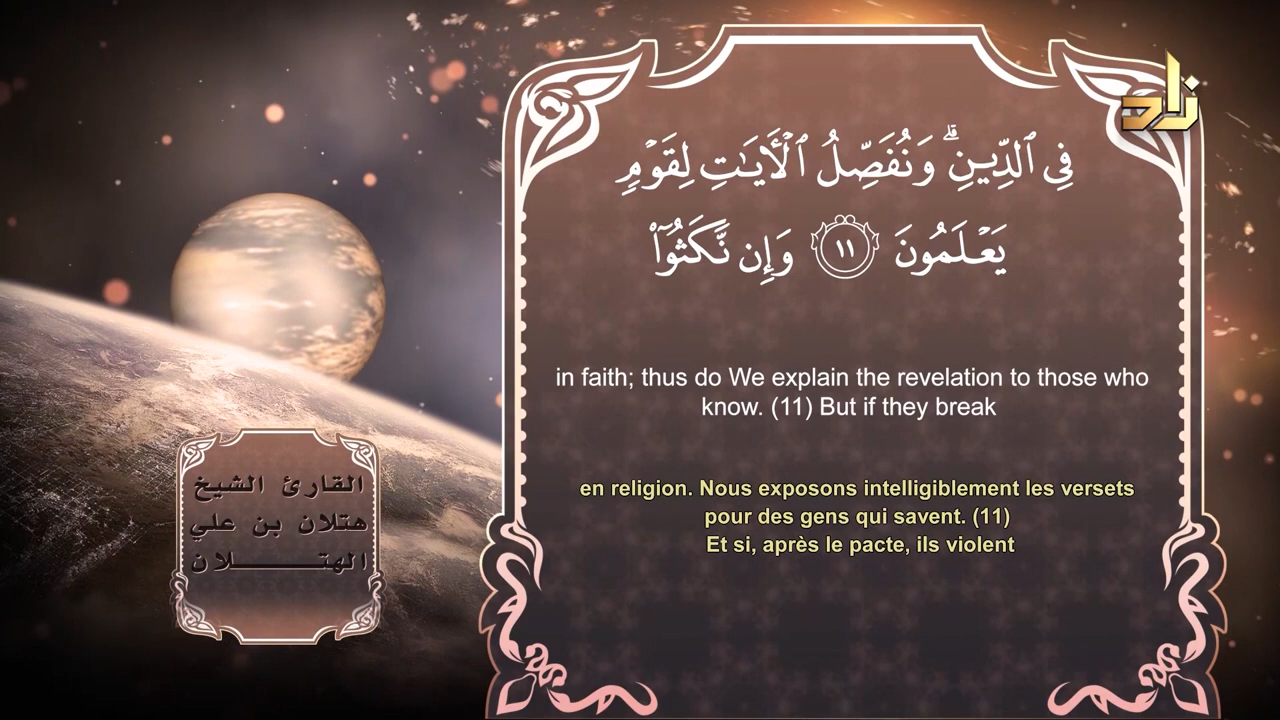 زاد
فِي ٱلدِّينِۗ وَنُفَصِّلُ ٱلۡأٓيَٰتِ لِقَوۡمٖ
يَعۡلَمُونَ ١١ وَإِن نَّكَثُوٓاْ
in faith; thus do We explain the revelation to those who
know. (11) But if they break
en religion. Nous exposons intelligiblement les versets
pour des gens qui savent. (11)
Et si, après le pacte, ils violent
القارئ الشيخ
هتلان بن علي
الهتــــــلان